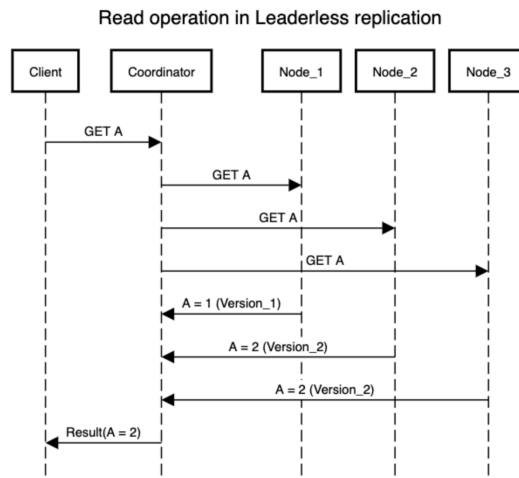 Read operation in Leaderless replication
Client
Coordinator
Node_1
Node_2
Node_3
GET A
GET A
GET A
GET A
A = 1 (Version_1)
A = 2 (Version_2)
A = 2 (Version_2)
Result(A = 2)